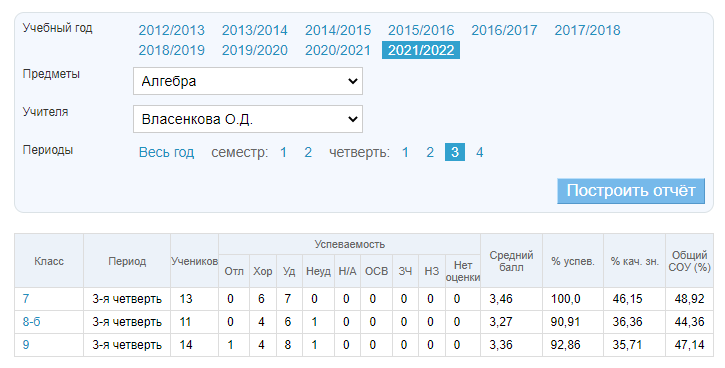 Учебный год 2012/2013 2013/2014 2014/2015 2015/2016 2016/2017 2017/2018
2018/2019 2019/2020 2020/2021 2021/2022
Предметы Алгебра
Учителя Власенкова О.Д.
Периоды Весь год семестр: 1 2 четверть: 1 2 3 4
Построить отчёт
Класс Период Учеников Успеваемость Средний балл % успев. % кач. зн. Общий СОУ (%)
Отл Хор Уд Неуд Н/А ОСВ ЗЧ НЗ Нет оценки
7 3-я четверть 13 0 6 7 0 0 0 0 0 0 3,46 100,0 46,15 48,92
8-б 3-я четверть 11 0 4 6 1 0 0 0 0 0 3,27 90,91 36,36 44,36
9 3-я четверть 14 1 4 8 1 0 0 0 0 0 3,36 92,86 35,71 47,14